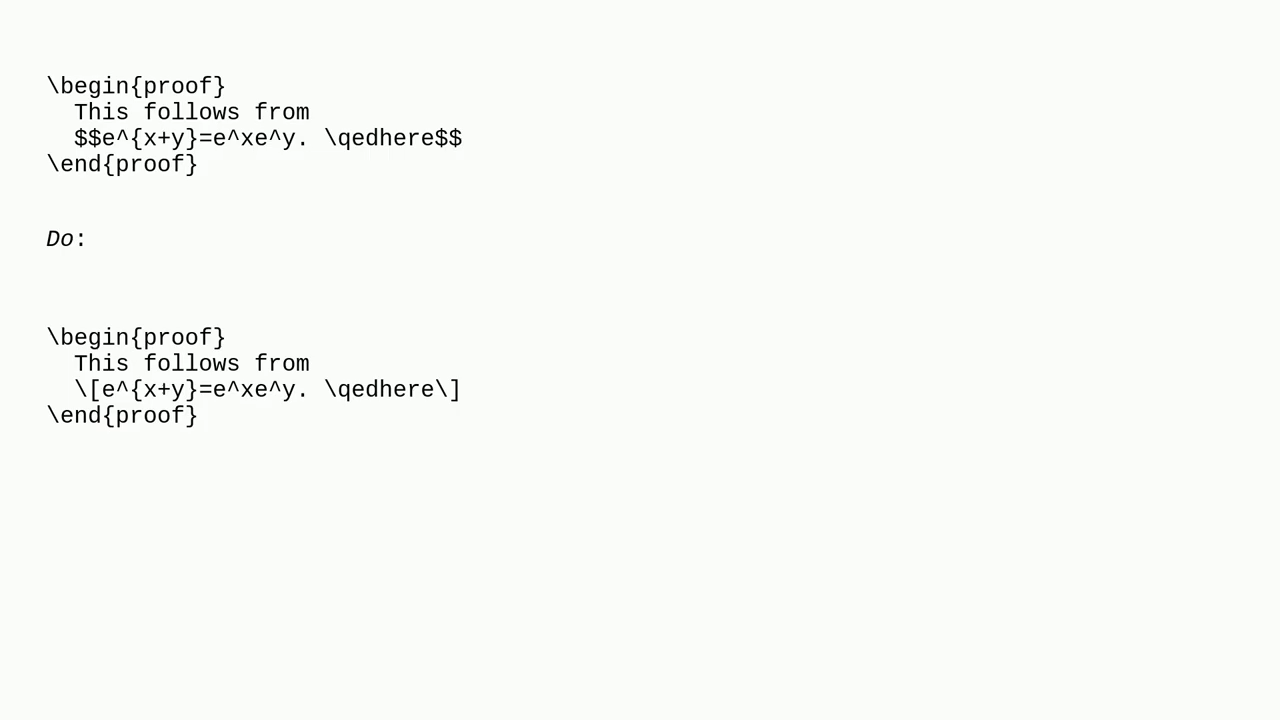 \begin{proof}
  This follows from
  $$e^{x+y}=e^xe^y. \qedhere$$
\end{proof}
Do:
\begin{proof}
  This follows from
  \[e^{x+y}=e^xe^y. \qedhere\]
\end{proof}